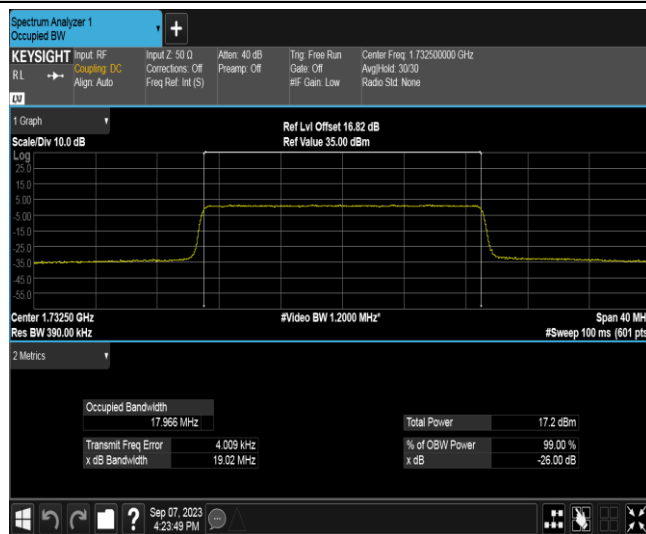 Spectrum Analyzer 1
Occupied BW
+
KEYSIGHT Input: RF Input Z: 50 Ω Atten: 40 dB Trig: Free Run Center Freq: 1.732500000 GHz
RL Coupling: DC Corrections: Off Preamp: Off Gate: Off Avg|Hold: 30/30
Align: Auto Freq Ref: Int (S) #IF Gain: Low Radio Std: None
LXI
1 Graph Ref Lvl Offset 16.82 dB
Scale/Div 10.0 dB Ref Value 35.00 dBm
Log
25.0
15.0
5.00
-5.00
-15.0
-25.0
-35.0
-45.0
-55.0
Center 1.73250 GHz #Video BW 1.2000 MHz* Span 40 MH
Res BW 390.00 kHz #Sweep 100 ms (601 pts
2 Metrics
Occupied Bandwidth
17.966 MHz Total Power 17.2 dBm
Transmit Freq Error 4.009 kHz % of OBW Power 99.00 %
x dB Bandwidth 19.02 MHz x dB -26.00 dB
? Sep 07, 2023
4:23:49 PM